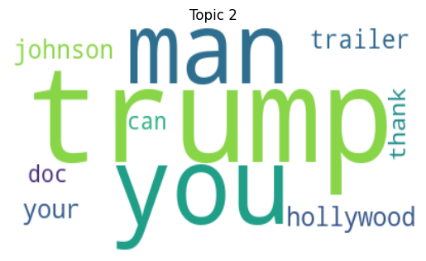 Topic 2
man
trailer
johnson
trump
thank
can
you
doc
your
hollywood